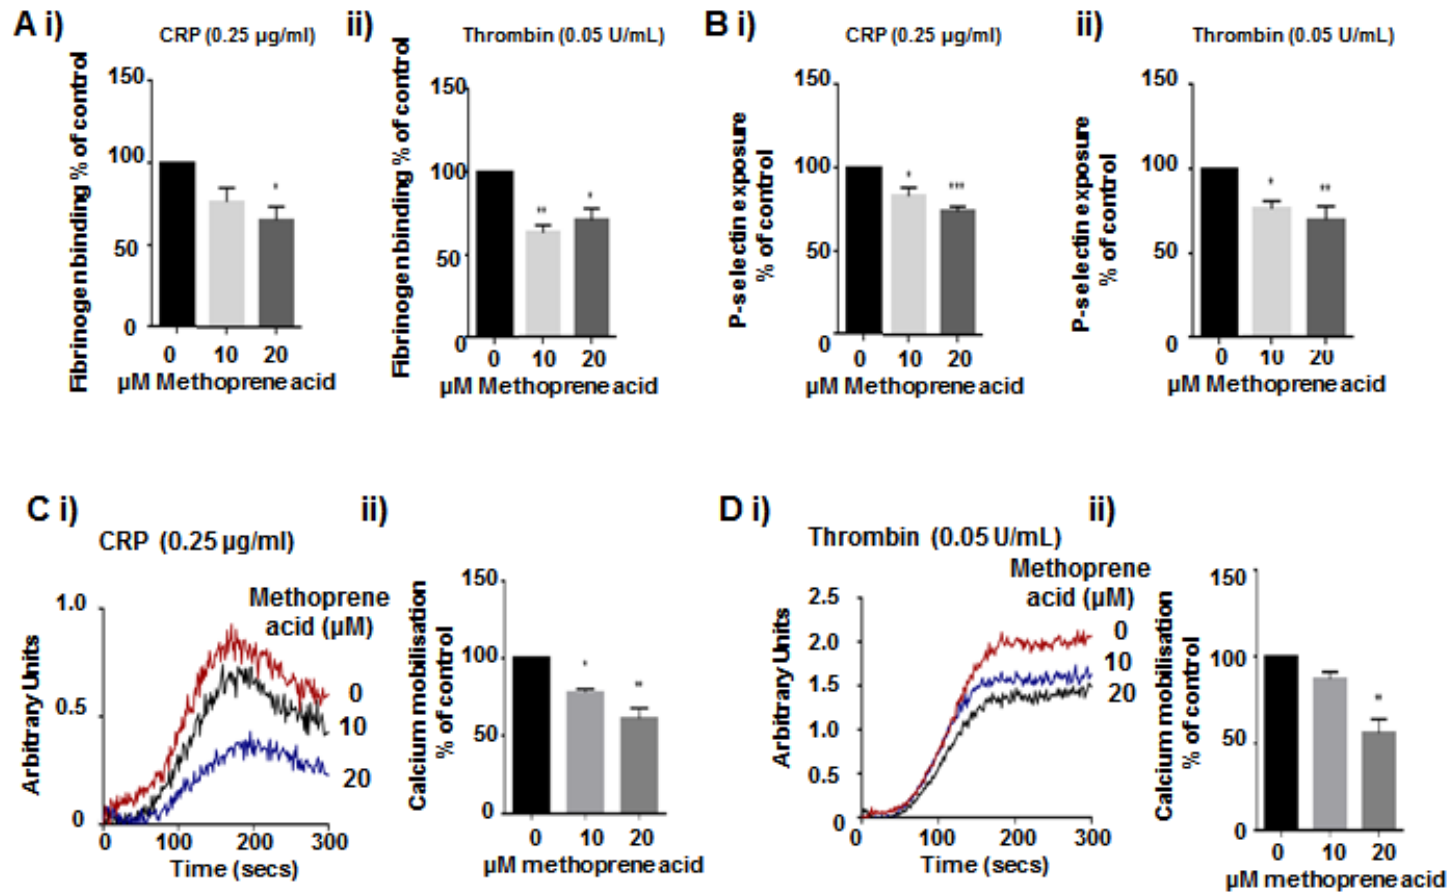 A i)
CRP (0.25 µg/ml)
Fibrinogen binding % of control
150
100
50
0
0 10 20
µM Methoprene acid
ii)
Thrombin (0.05 U/mL)
Fibrinogen binding % of control
150
100
50
0
*
**
*
0 10 20
µM Methoprene acid
B i)
CRP (0.25 µg/ml)
P-selectin exposure
% of control
150
100
50
0
*
***
0 10 20
µM Methoprene acid
ii)
Thrombin (0.05 U/mL)
P-selectin exposure
% of control
150
100
50
0
*
**
0 10 20
µM Methoprene acid
C i)
CRP (0.25 µg/ml)
Methoprene
acid (µM)
Arbitrary Units
1.0
0.5
0
0
10
20
0 100 200 300
Time (secs)
ii)
Calcium mobilisation
% of control
150
100
50
0
*
**
0 10 20
µM methoprene acid
D i)
Thrombin (0.05 U/mL)
Methoprene
acid (µM)
Arbitrary Units
2.5
2.0
1.5
1.0
0.5
0
0
10
20
0 100 200 300
Time (secs)
ii)
Calcium mobilisation
% of control
150
100
50
0
*
0 10 20
µM methoprene acid